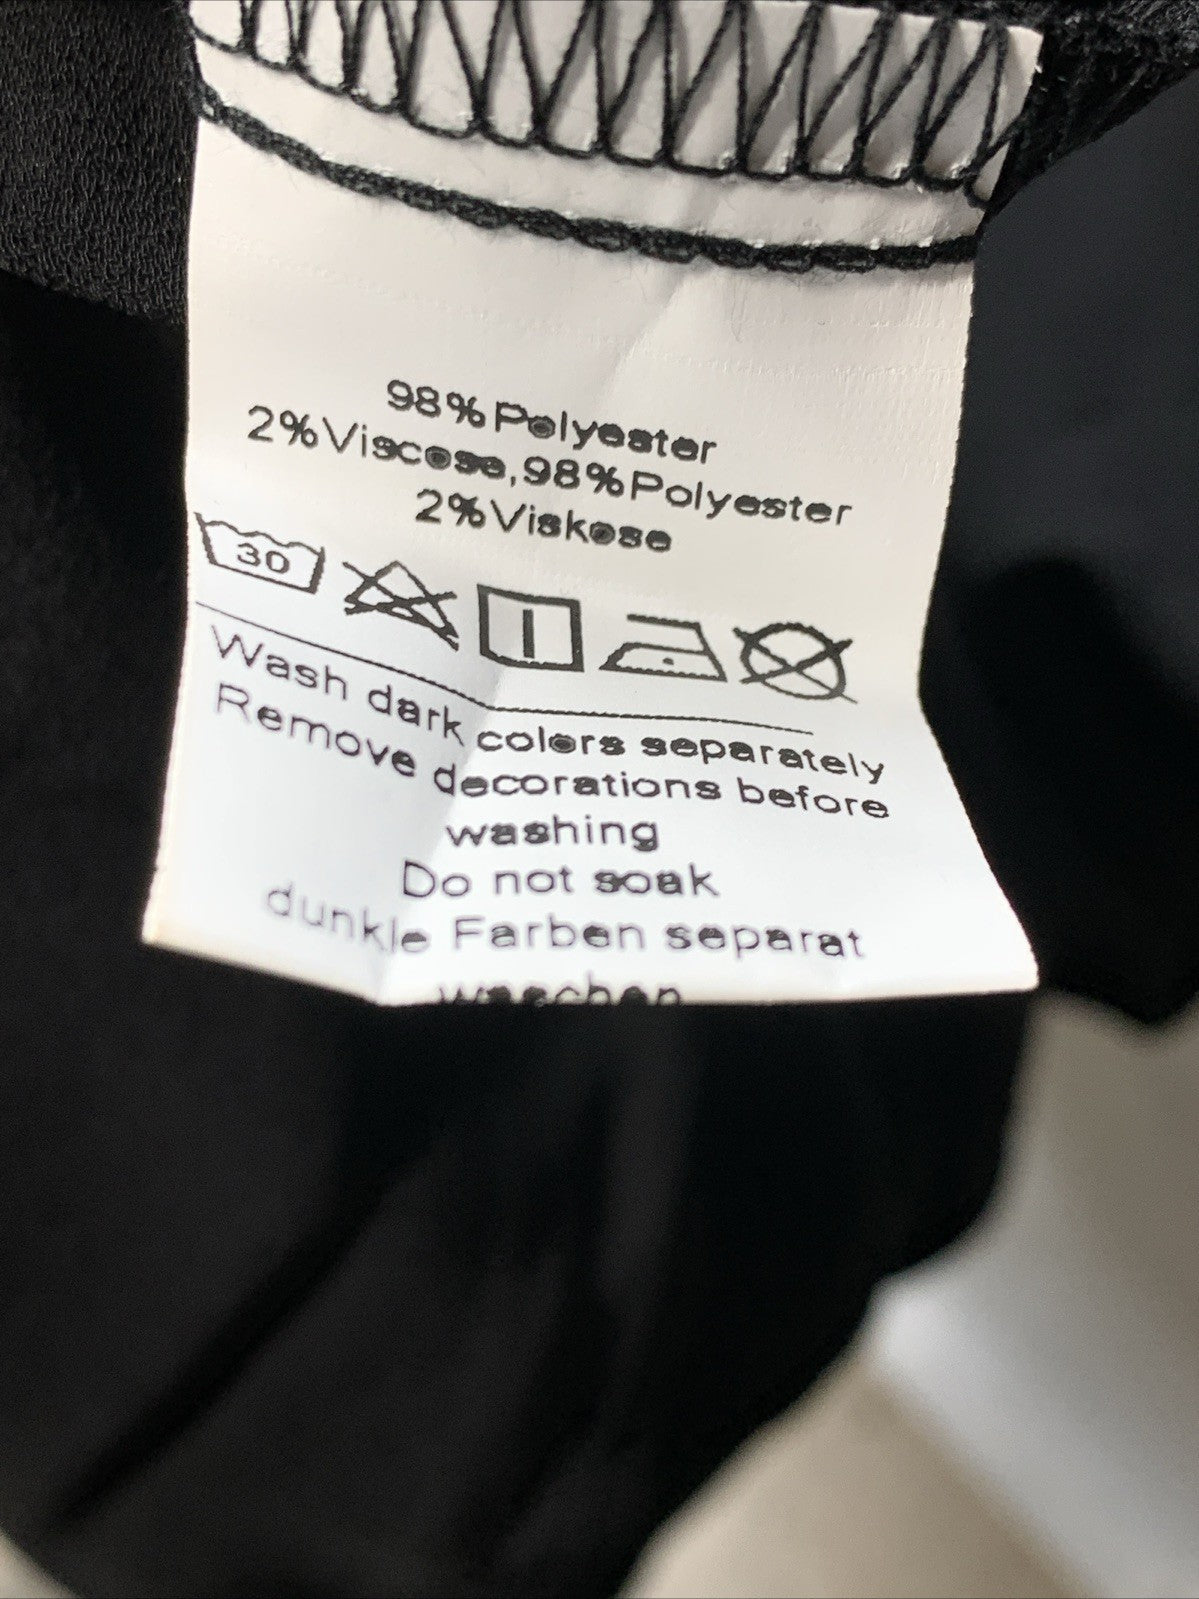 98%Polyester
2%Viscose,98%Polyester
2%Viskose
30
Wash dark colors separately
Remove decorations before
washing
Do not soak
dunkle Farben separat
waschen